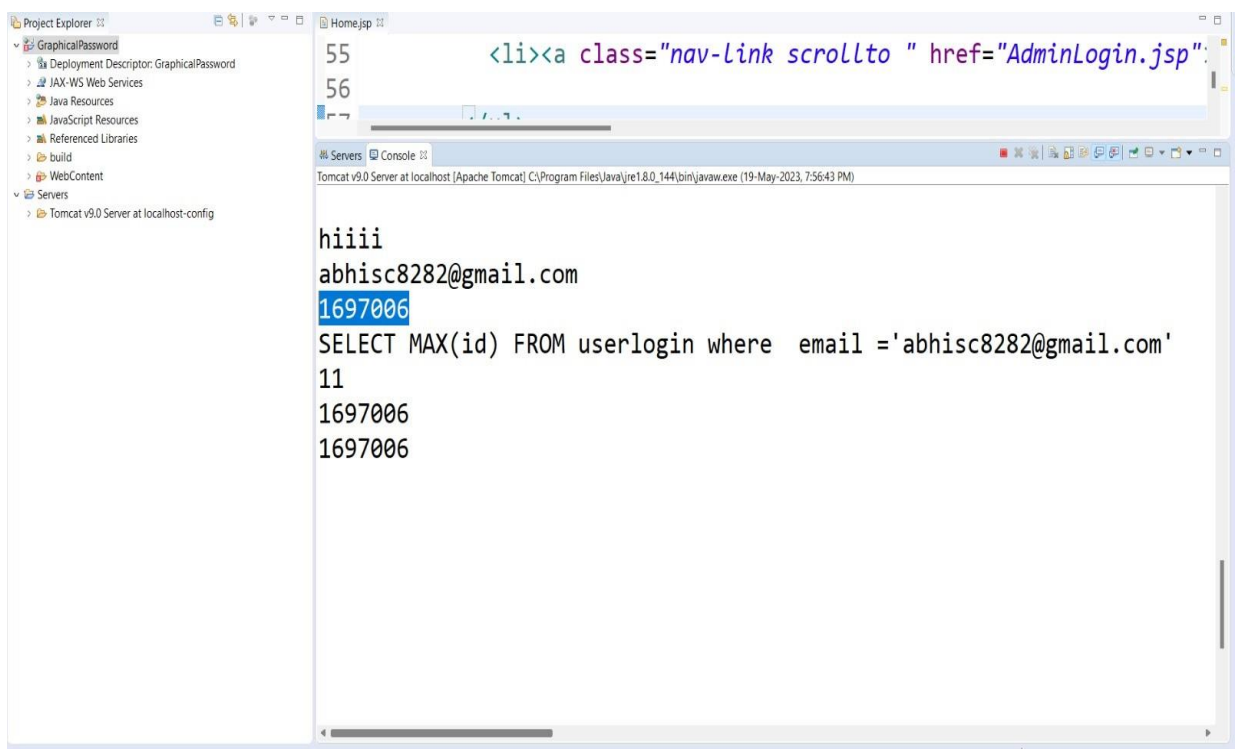 Project Explorer
GraphicalPassword
Deployment Descriptor: GraphicalPassword
JAX-WS Web Services
Java Resources
JavaScript Resources
Referenced Libraries
build
WebContent
Servers
Tomcat v9.0 Server at localhost-config
Home.jsp
55 <li><a class="nav-link scrollto " href="AdminLogin.jsp">
56
57
Servers Console
Tomcat v9.0 Server at localhost [Apache Tomcat] C:\Program Files\Java\jre1.8.0_144\bin\javaw.exe (19-May-2023, 7:56:43 PM)
hiiii
abhisc8282@gmail.com
1697006
SELECT MAX(id) FROM userlogin where  email ='abhisc8282@gmail.com'
11
1697006
1697006